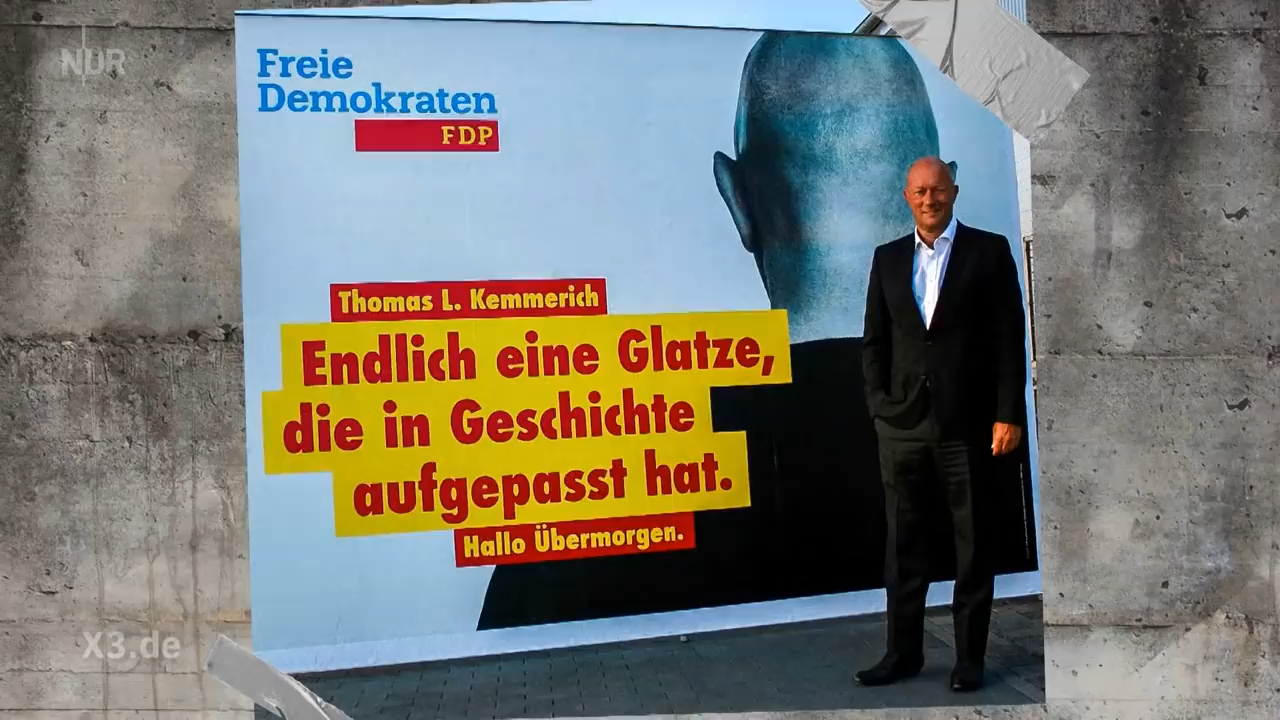 NDR
Freie
Demokraten
FDP
Thomas L. Kemmerich
Endlich eine Glatze,
die in Geschichte
aufgepasst hat.
Hallo Übermorgen.
X3.de